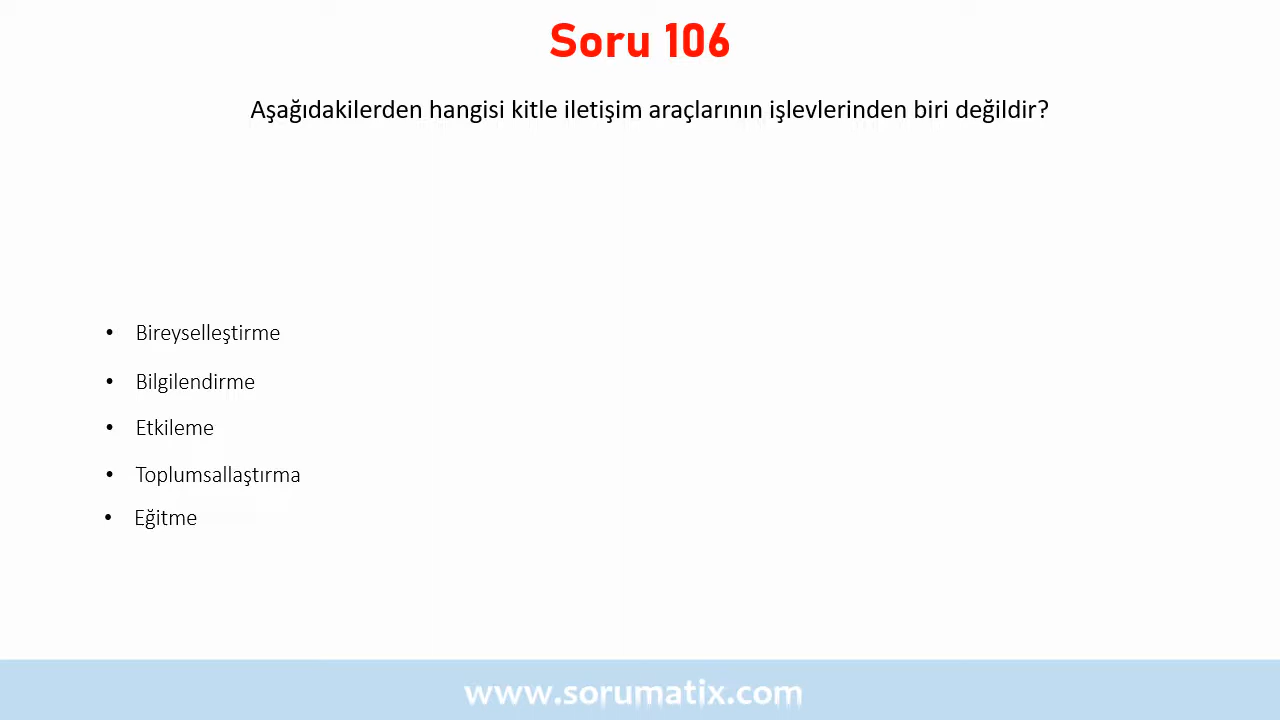 Soru 106
Aşağıdakilerden hangisi kitle iletişim araçlarının işlevlerinden biri değildir?
• Bireyselleştirme
• Bilgilendirme
• Etkileme
• Toplumsallaştırma
• Eğitme
www.sorumatix.com